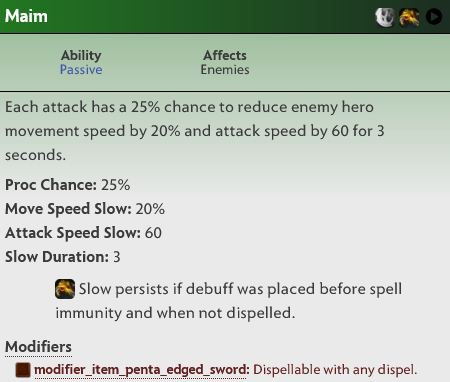 Maim
Ability
Passive
Affects
Enemies
Each attack has a 25% chance to reduce enemy hero
movement speed by 20% and attack speed by 60 for 3
seconds.
Proc Chance: 25%
Move Speed Slow: 20%
Attack Speed Slow: 60
Slow Duration: 3
Slow persists if debuff was placed before spell
immunity and when not dispelled.
Modifiers
modifier_item_penta_edged_sword: Dispellable with any dispel.